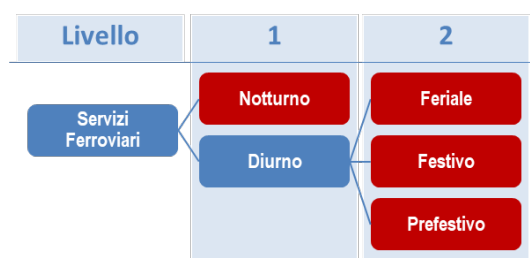 Livello 1 2
Notturno Feriale
Servizi
Ferroviari
Diurno Festivo
Prefestivo